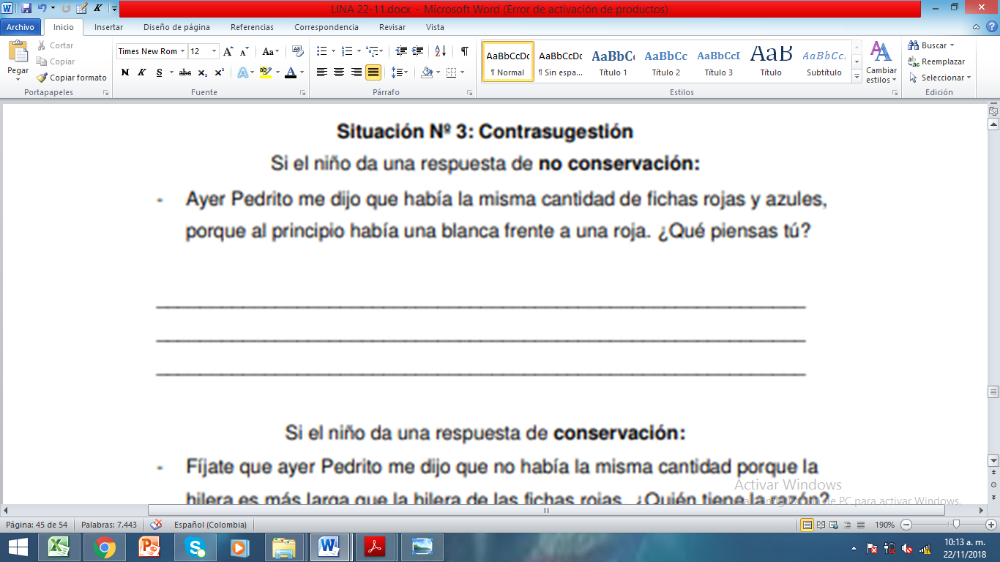 LINA 22-11.docx - Microsoft Word (Error de activación de productos)
Archivo Inicio Insertar Diseño de página Referencias Correspondencia Revisar Vista
Pegar
Cortar
Copiar
Copiar formato
Portapapeles
Times New Rom 12
N K S abc x₂ x²
Fuente
Párrafo
AaBbCcDc AaBbCcDc AaBbC AaBbCc AaBbCcI AaB AaBbCc.
¶ Normal ¶ Sin espa... Título 1 Título 2 Título 3 Título Subtítulo
Cambiar estilos
Estilos
Buscar
Reemplazar
Seleccionar
Edición
Situación Nº 3: Contrasugestión
Si el niño da una respuesta de no conservación:
- Ayer Pedrito me dijo que había la misma cantidad de fichas rojas y azules,
porque al principio había una blanca frente a una roja. ¿Qué piensas tú?
Si el niño da una respuesta de conservación:
- Fíjate que ayer Pedrito me dijo que no había la misma cantidad porque la
hilera es más larga que la hilera de las fichas rojas. ¿Quién tiene la razón?
Activar Windows
de PC para activar Windows.
Página: 45 de 54 Palabras: 7.443 Español (Colombia) 190%
10:13 a. m.
22/11/2018